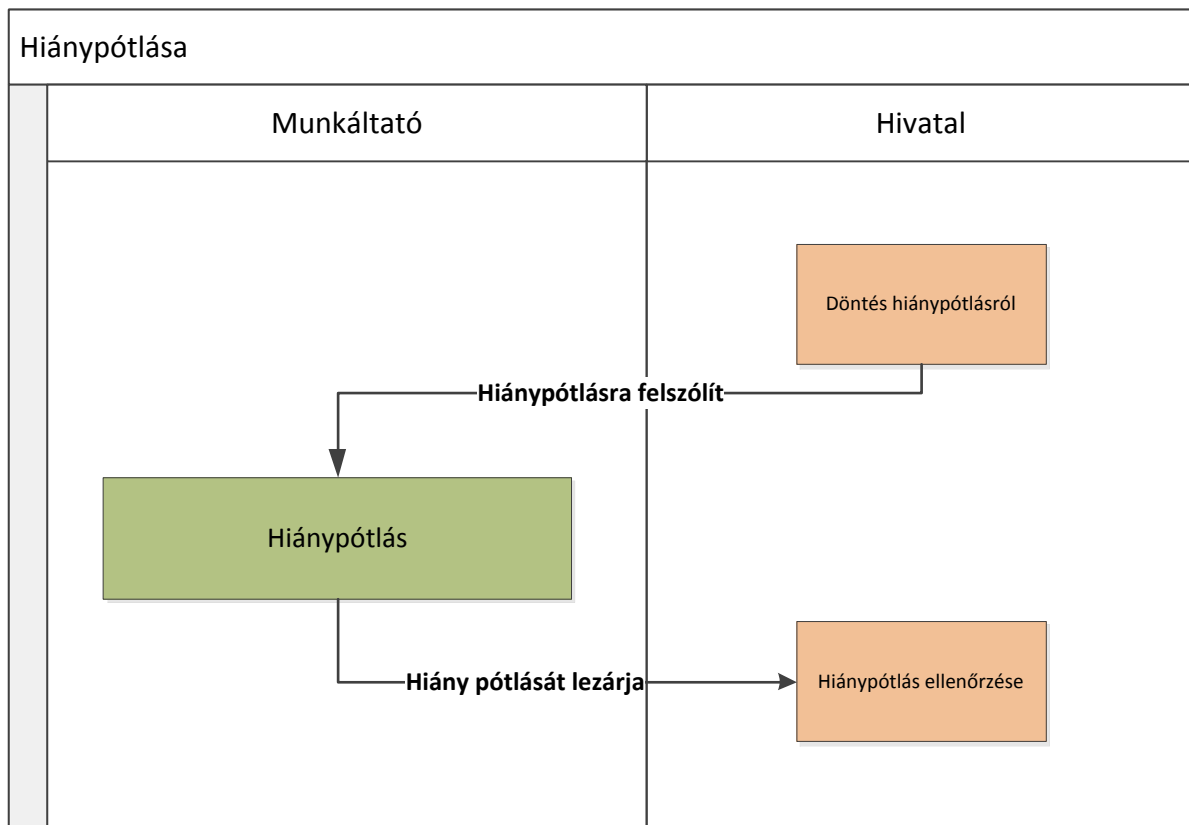 Hiánypótlása
Munkáltató
Hivatal
Döntés hiánypótlásról
Hiánypótlásra felszólít
Hiánypótlás
Hiány pótlását lezárja
Hiánypótlás ellenőrzése